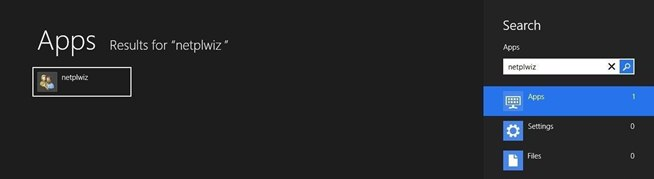 Apps Results for “netplwiz ”
netplwiz
Search
Apps
netplwiz
Apps 1
Settings 0
Files 0